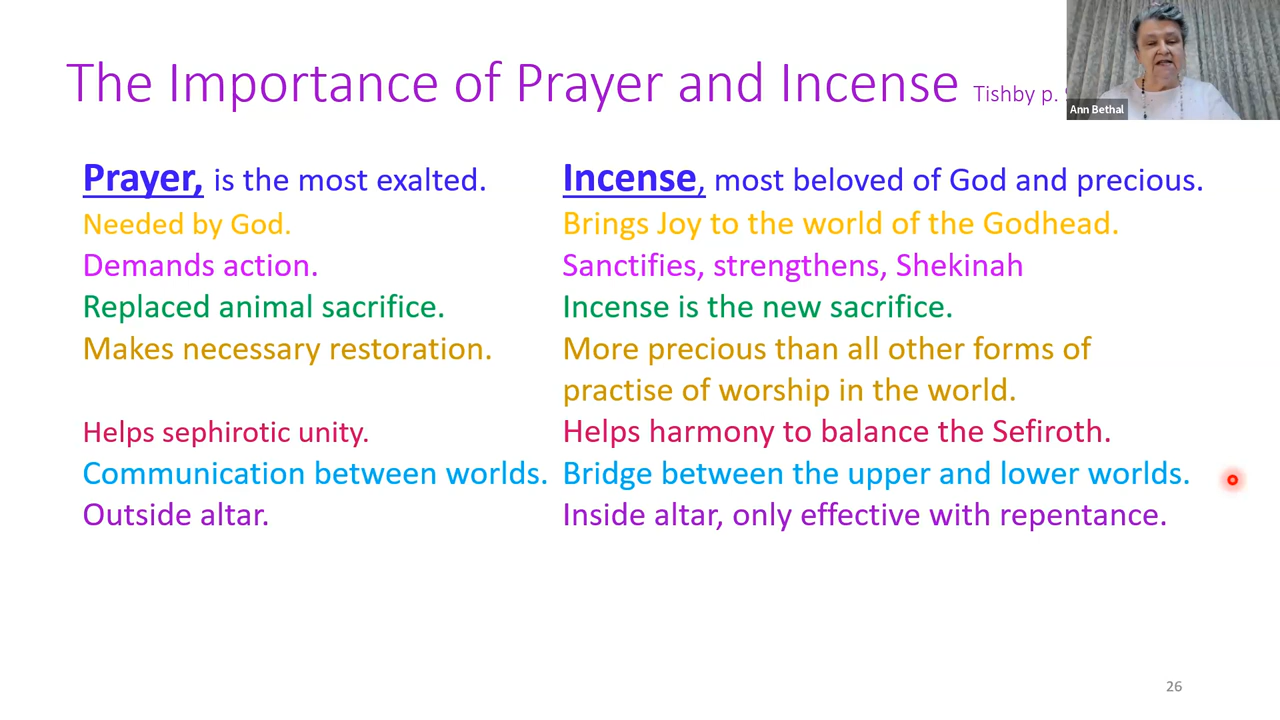 The Importance of Prayer and Incense Tishby p.
Ann Bethal
Prayer, is the most exalted.
Incense, most beloved of God and precious.
Needed by God.
Brings Joy to the world of the Godhead.
Demands action.
Sanctifies, strengthens, Shekinah
Replaced animal sacrifice.
Incense is the new sacrifice.
Makes necessary restoration.
More precious than all other forms of
practise of worship in the world.
Helps sephirotic unity.
Helps harmony to balance the Sefiroth.
Communication between worlds.
Bridge between the upper and lower worlds.
Outside altar.
Inside altar, only effective with repentance.
26